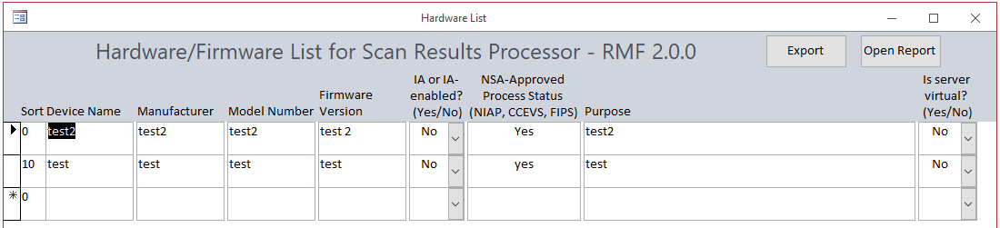 Hardware List
Hardware/Firmware List for Scan Results Processor - RMF 2.0.0
Export
Open Report
Sort
Device Name
Manufacturer
Model Number
Firmware
Version
IA or IA-
enabled?
(Yes/No)
NSA-Approved
Process Status
(NIAP, CCEVS, FIPS)
Purpose
Is server
virtual?
(Yes/No)
0 test2 test2 test2 test 2 No Yes test2 No
10 test test test test No yes test No
* 0